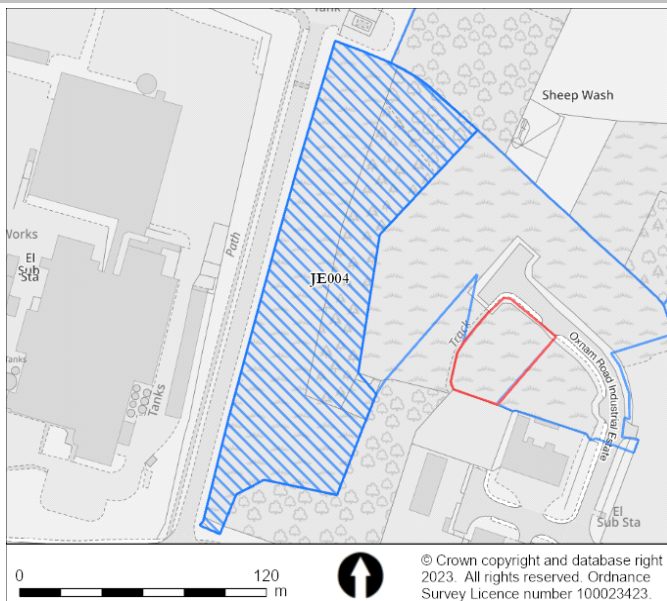 Tank
Sheep Wash
Works
El
Sub
Sta
Path
JE004
Track
Oxnam Road Industrial Estate
Tanks
Tanks
El
Sub Sta
0
120
m
© Crown copyright and database right
2023. All rights reserved. Ordnance
Survey Licence number 100023423.